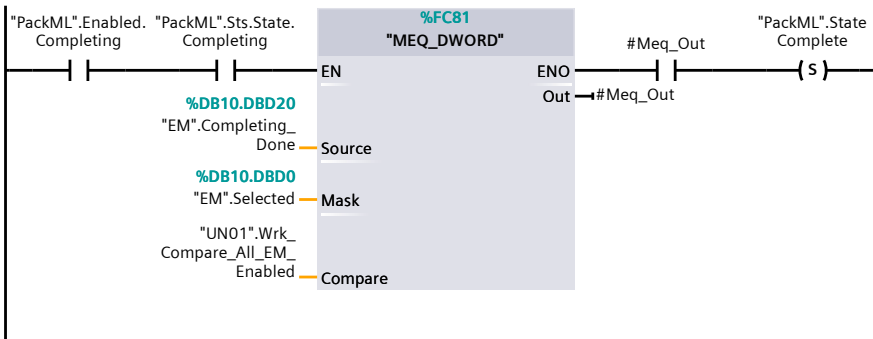 "PackML".Enabled.
Completing
"PackML".Sts.State.
Completing
%FC81
"MEQ_DWORD"
#Meq_Out
"PackML".State
Complete
EN
ENO
S
Out
#Meq_Out
%DB10.DBD20
"EM".Completing_
Done
Source
%DB10.DBD0
"EM".Selected
Mask
"UN01".Wrk_
Compare_All_EM_
Enabled
Compare